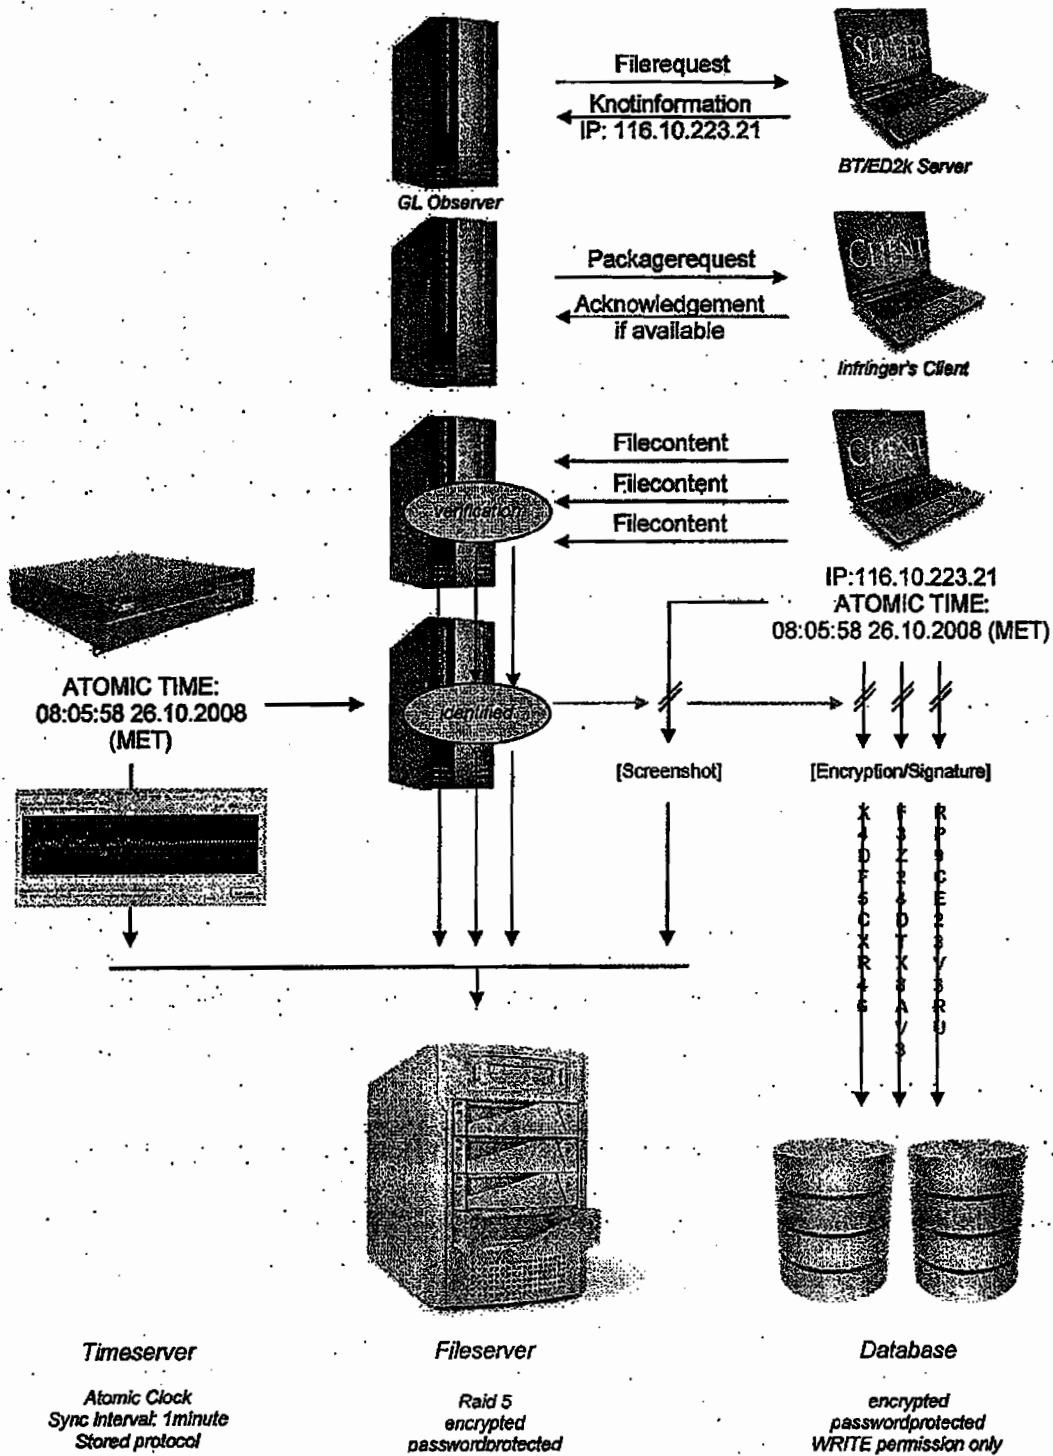 SERVER
Filerequest
Knotinformation
IP: 116.10.223.21
BT/ED2k Server
GL Observer
CLIENT
Packagerequest
Acknowledgement
if available
Infringer's Client
CLIENT
Filecontent
Filecontent
Filecontent
verification
IP:116.10.223.21
ATOMIC TIME:
08:05:58 26.10.2008 (MET)
ATOMIC TIME:
08:05:58 26.10.2008
(MET)
identified
[Screenshot]
[Encryption/Signature]
Timeserver
Fileserver
Database
Atomic Clock
Sync Interval: 1minute
Stored protocol
Raid 5
encrypted
passwordprotected
encrypted
passwordprotected
WRITE permission only